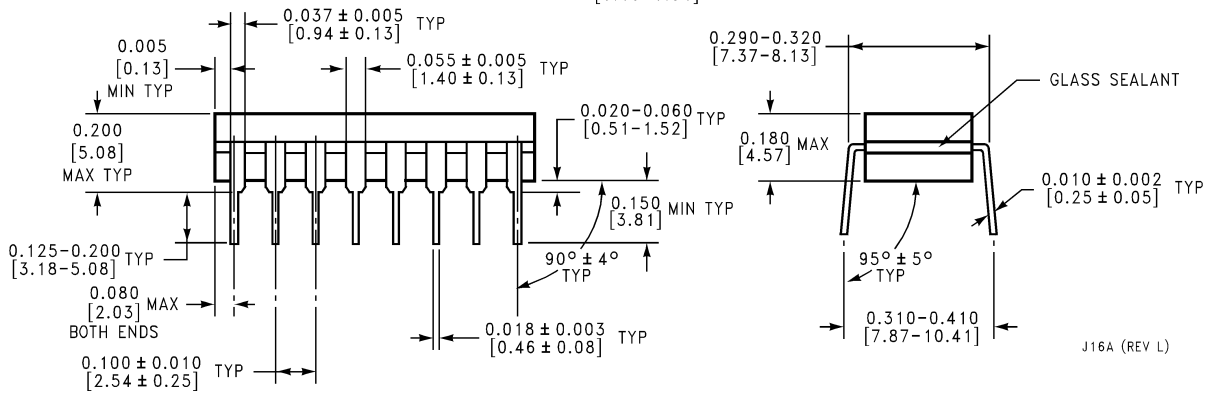 0.037 ± 0.005
[0.94 ± 0.13]
TYP
0.005
[0.13]
MIN TYP
0.055 ± 0.005
[1.40 ± 0.13]
TYP
0.290-0.320
[7.37-8.13]
GLASS SEALANT
0.200
[5.08]
MAX TYP
0.020-0.060
[0.51-1.52]
TYP
0.180
[4.57]
MAX
0.150
[3.81]
MIN TYP
0.010 ± 0.002
[0.25 ± 0.05]
TYP
0.125-0.200
[3.18-5.08]
TYP
90° ± 4°
TYP
95° ± 5°
TYP
0.080
[2.03]
MAX
BOTH ENDS
0.018 ± 0.003
[0.46 ± 0.08]
TYP
0.310-0.410
[7.87-10.41]
0.100 ± 0.010
[2.54 ± 0.25]
TYP
J16A (REV L)